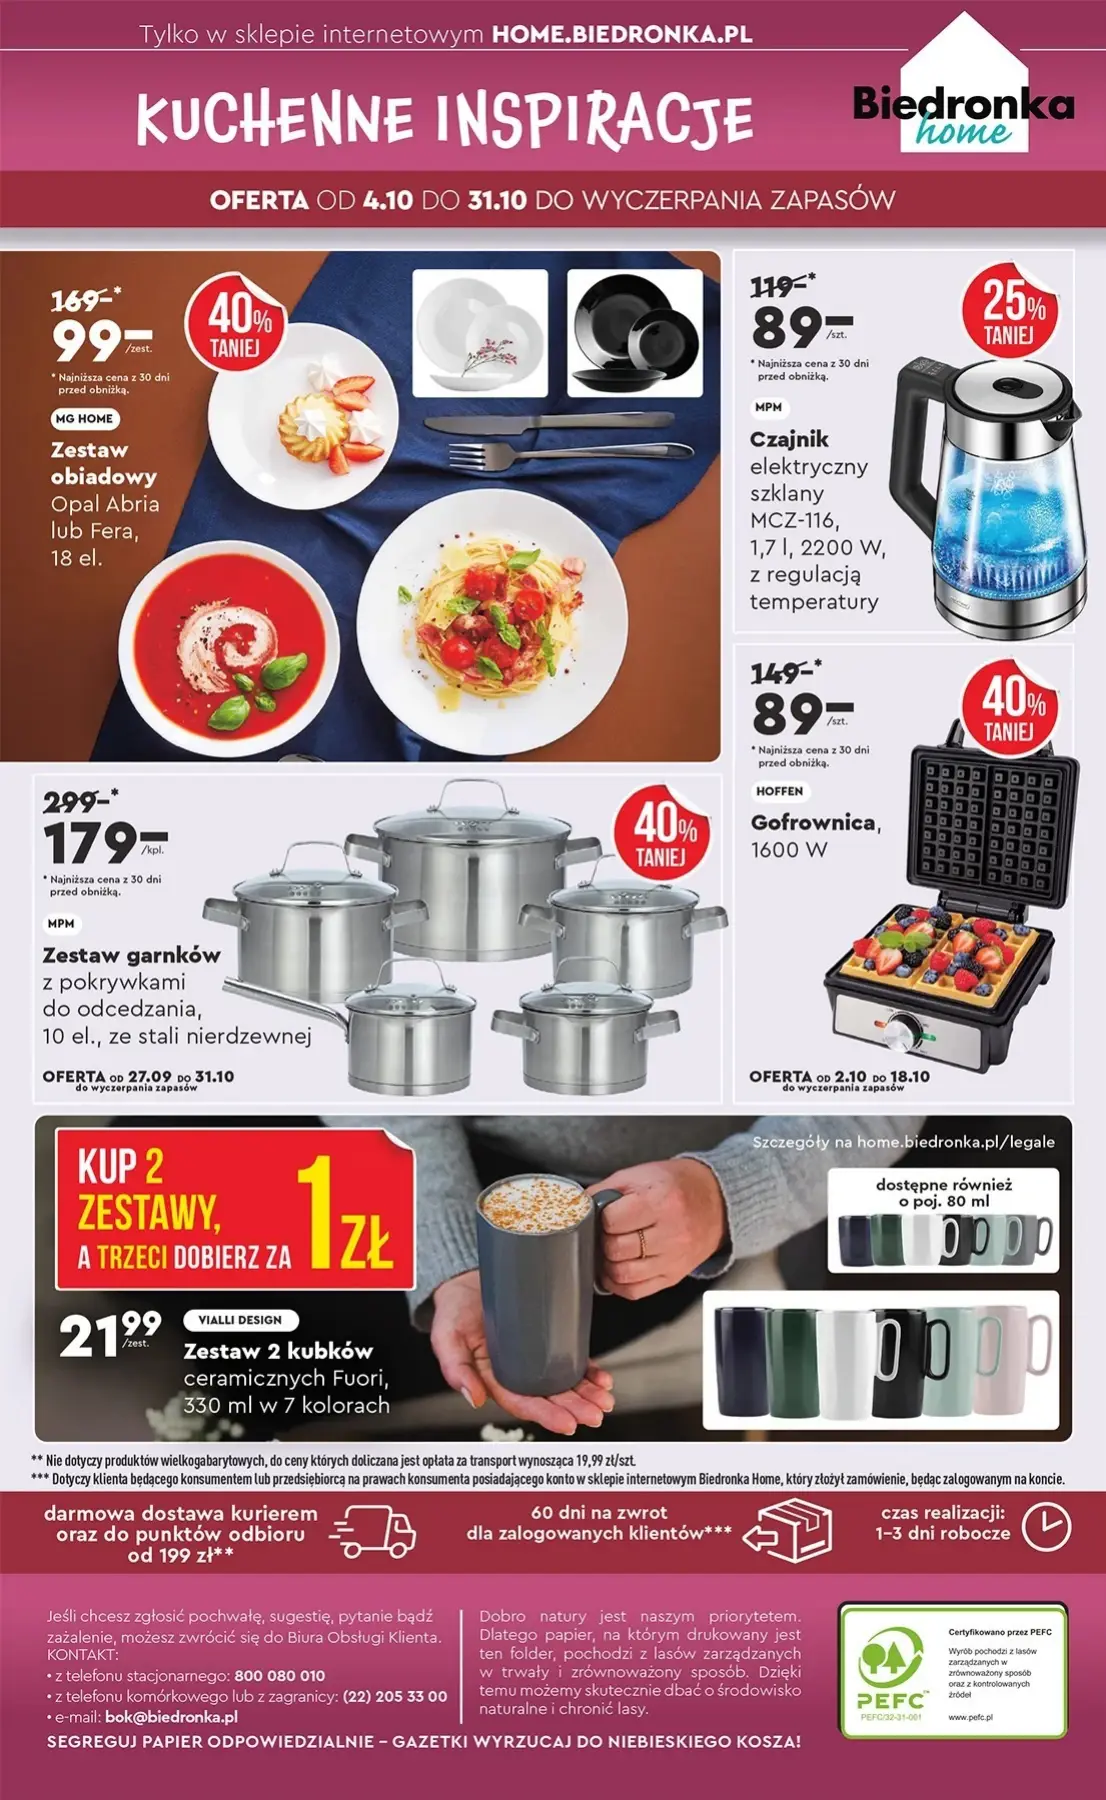 Tylko w sklepie internetowym HOME.BIEDRONKA.PL
KUCHENNE INSPIRACJE
Biedronka
home
OFERTA OD 4.10 DO 31.10 DO WYCZERPANIA ZAPASÓW
169-*
99-
/zest.
* Najniższa cena z 30 dni
przed obniżką.
40%
TANIEJ
MG HOME
Zestaw
obiadowy
Opal Abria
lub Fera,
18 el.
119-*
89-
/szt.
* Najniższa cena z 30 dni
przed obniżką.
25%
TANIEJ
MPM
Czajnik
elektryczny
szklany
MCZ-116,
1,7 l, 2200 W,
z regulacją
temperatury
149-*
89-
/szt.
* Najniższa cena z 30 dni
przed obniżką.
40%
TANIEJ
HOFFEN
Gofrownica,
1600 W
OFERTA OD 2.10 DO 18.10
do wyczerpania zapasów
299-*
179-
/kpl.
* Najniższa cena z 30 dni
przed obniżką.
40%
TANIEJ
MPM
Zestaw garnków
z pokrywkami
do odcedzania,
10 el., ze stali nierdzewnej
OFERTA OD 27.09 DO 31.10
do wyczerpania zapasów
KUP 2
ZESTAWY,
A TRZECI DOBIERZ ZA
1 ZŁ
Szczegóły na home.biedronka.pl/legale
dostępne również
o poj. 80 ml
21 99
/zest.
VIALLI DESIGN
Zestaw 2 kubków
ceramicznych Fuori,
330 ml w 7 kolorach
** Nie dotyczy produktów wielkogabarytowych, do ceny których doliczana jest opłata za transport wynosząca 19,99 zł/szt.
*** Dotyczy klienta będącego konsumentem lub przedsiębiorcą na prawach konsumenta posiadającego konto w sklepie internetowym Biedronka Home, który złożył zamówienie, będąc zalogowanym na koncie.
darmowa dostawa kurierem
oraz do punktów odbioru
od 199 zł**
60 dni na zwrot
dla zalogowanych klientów***
czas realizacji:
1-3 dni robocze
Jeśli chcesz zgłosić pochwałę, sugestię, pytanie bądź
zażalenie, możesz zwrócić się do Biura Obsługi Klienta.
KONTAKT:
• z telefonu stacjonarnego: 800 080 010
• z telefonu komórkowego lub z zagranicy: (22) 205 33 00
• e-mail: bok@biedronka.pl
Dobro natury jest naszym priorytetem.
Dlatego papier, na którym drukowany jest
ten folder, pochodzi z lasów zarządzanych
w trwały i zrównoważony sposób. Dzięki
temu możemy skutecznie dbać o środowisko
naturalne i chronić lasy.
SEGREGUJ PAPIER ODPOWIEDZIALNIE – GAZETKI WYRZUCAJ DO NIEBIESKIEGO KOSZA!
PEFC™
PEFC/32-31-001
Certyfikowano przez PEFC
Wyrób pochodzi z lasów
zarządzanych w
zrównoważony sposób
oraz z kontrolowanych
źródeł
www.pefc.pl